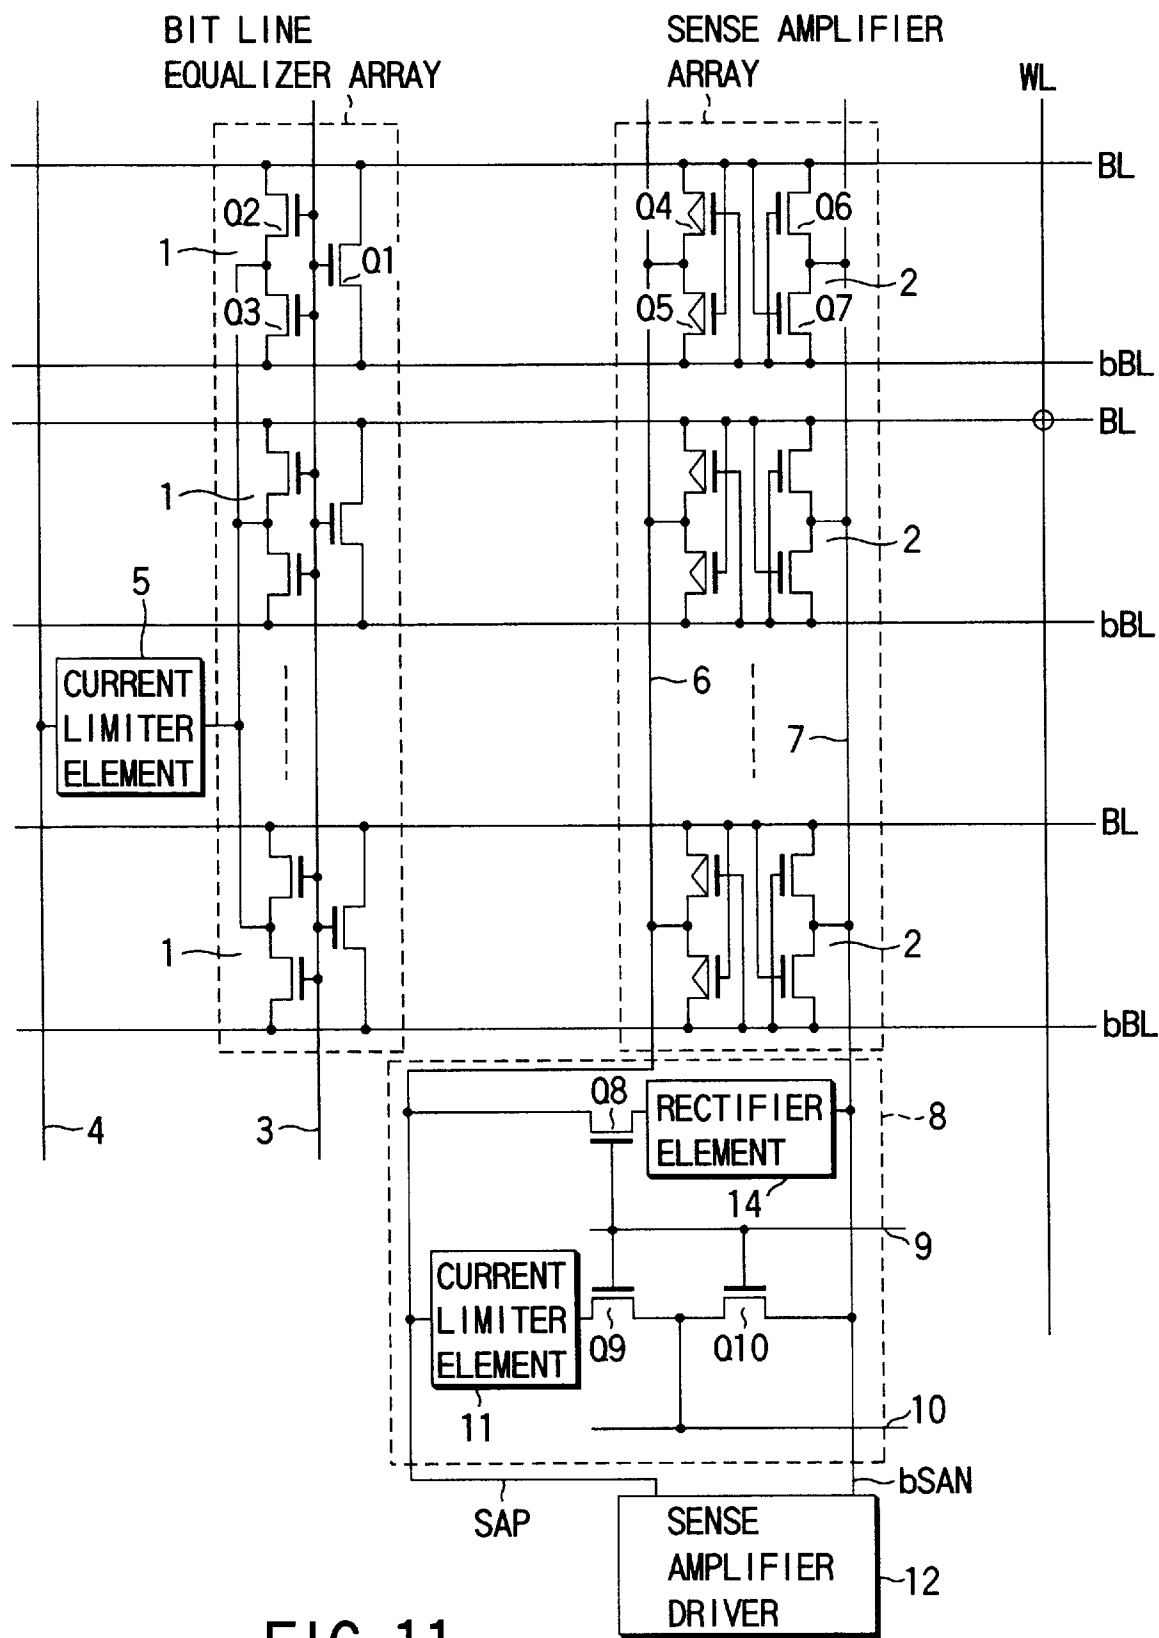 BIT LINE
EQUALIZER ARRAY
SENSE AMPLIFIER
ARRAY
WL
BL
Q2
Q1
Q4
Q6
1
2
Q3
Q5
Q7
bBL
BL
1
2
5
bBL
CURRENT
LIMITER
ELEMENT
6
7
BL
1
2
bBL
4
3
Q8
RECTIFIER
ELEMENT
8
14
9
CURRENT
LIMITER
ELEMENT
Q9
Q10
11
10
SAP
bSAN
SENSE
AMPLIFIER
DRIVER
12
FIG. 11